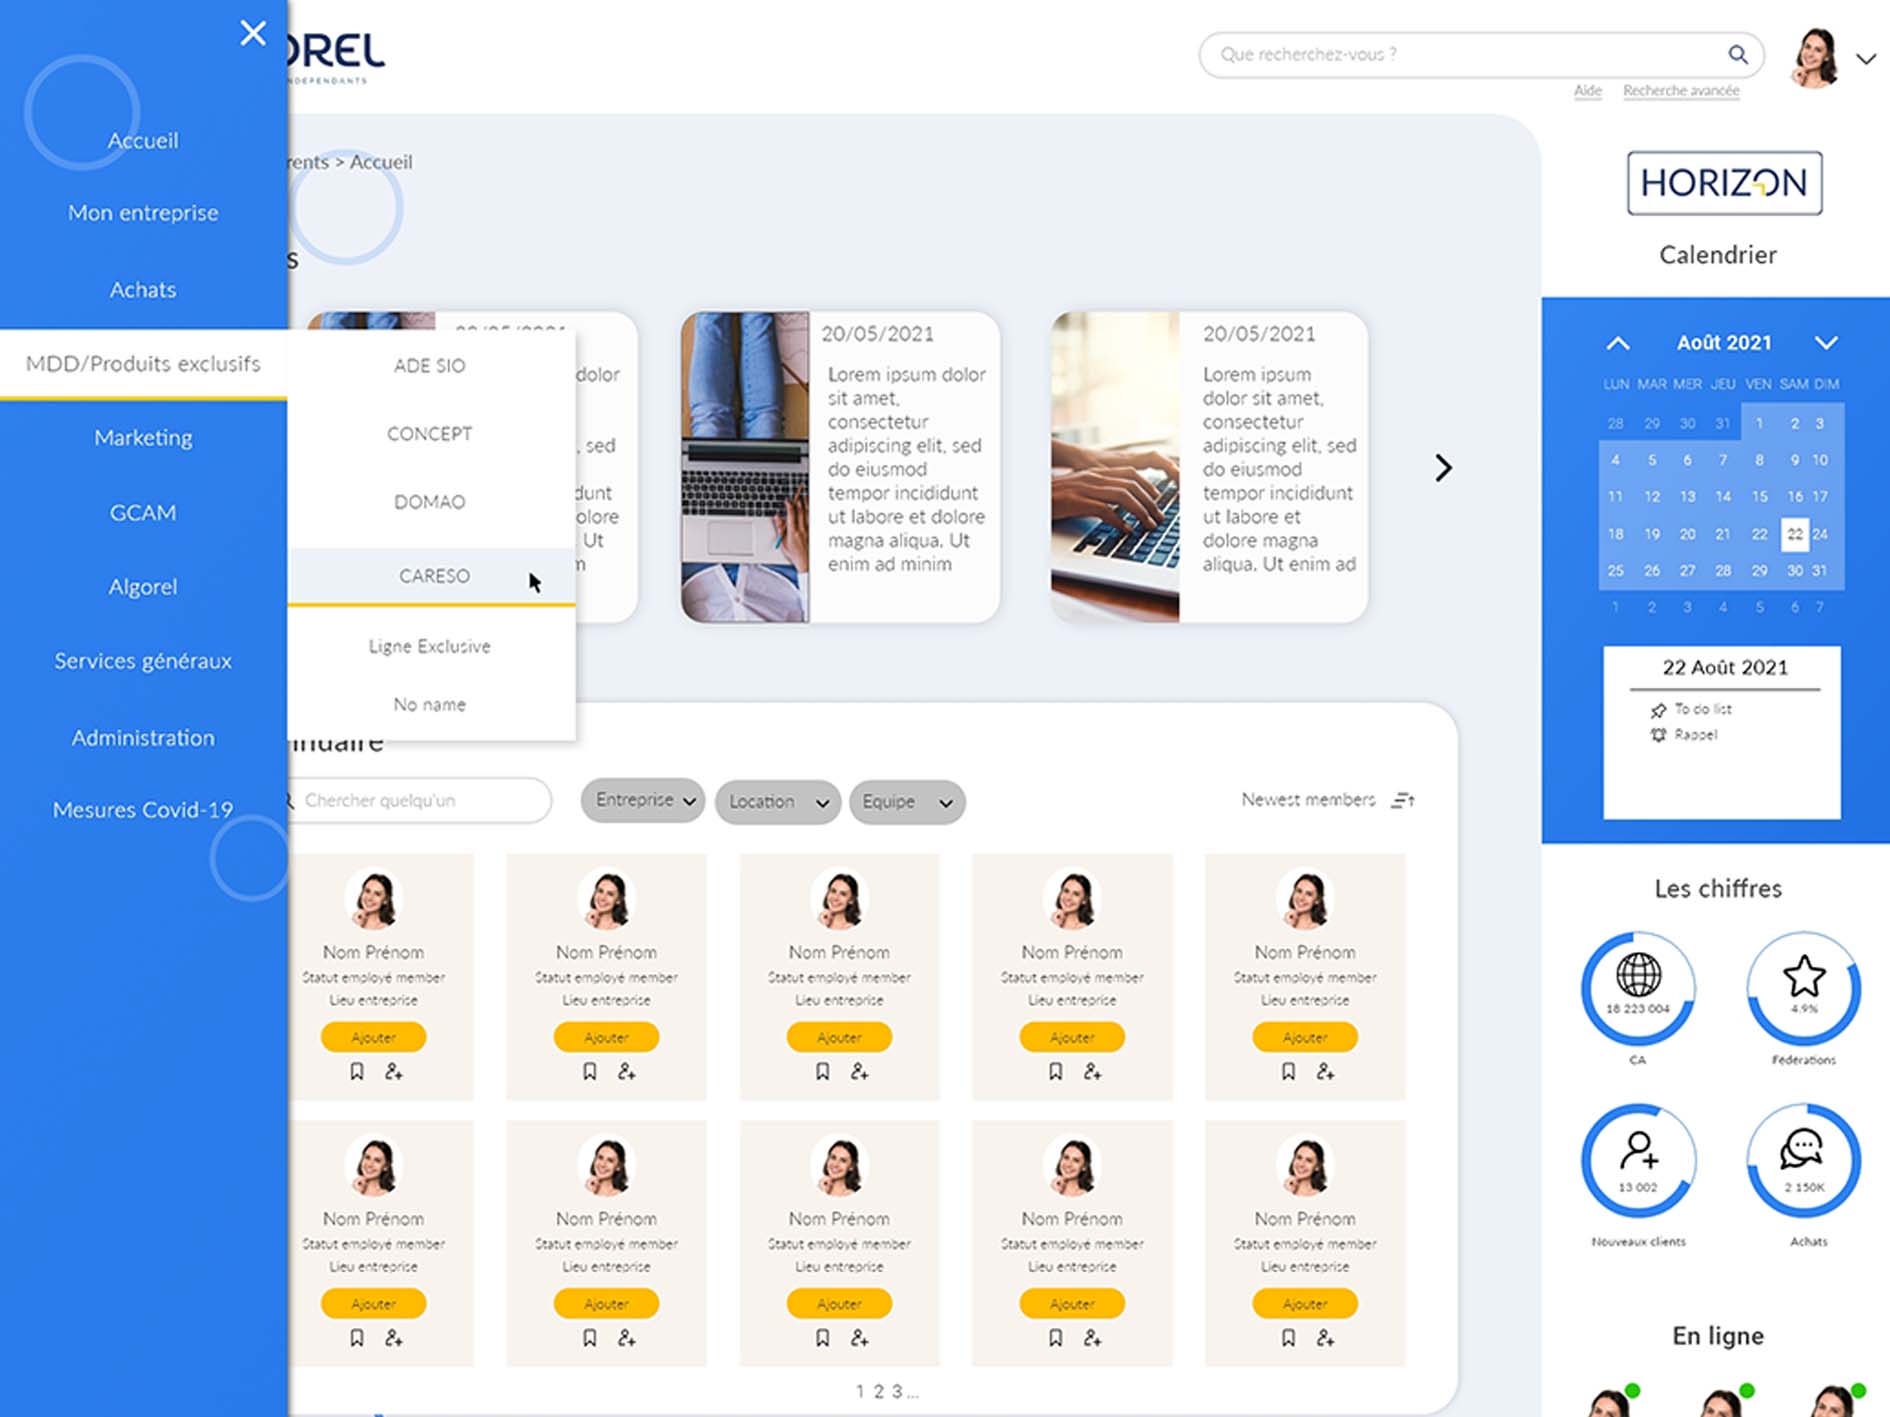 OREL
INDEPENDANTS
Que recherchez-vous ?
Aide
Recherche avancée
Accueil
Mon entreprise
Achats
MDD/Produits exclusifs
Marketing
GCAM
Algorel
Services généraux
Administration
Mesures Covid-19
ADE SIO
CONCEPT
DOMAO
CARESO
Ligne Exclusive
No name
rents > Accueil
s
20/05/2021
dolor
, sed
dunt
olore
Ut
m
20/05/2021
Lorem ipsum dolor
sit amet,
consectetur
adipiscing elit, sed
do eiusmod
tempor incididunt
ut labore et dolore
magna aliqua. Ut
enim ad minim
20/05/2021
Lorem ipsum
dolor sit amet,
consectetur
adipiscing elit, sed
do eiusmod
tempor incididunt
ut labore et
dolore magna
aliqua. Ut enim ad
nnuaire
Chercher quelqu'un
Entreprise
Location
Equipe
Newest members
Nom Prénom
Statut employé member
Lieu entreprise
Ajouter
Nom Prénom
Statut employé member
Lieu entreprise
Ajouter
Nom Prénom
Statut employé member
Lieu entreprise
Ajouter
Nom Prénom
Statut employé member
Lieu entreprise
Ajouter
Nom Prénom
Statut employé member
Lieu entreprise
Ajouter
Nom Prénom
Statut employé member
Lieu entreprise
Ajouter
Nom Prénom
Statut employé member
Lieu entreprise
Ajouter
Nom Prénom
Statut employé member
Lieu entreprise
Ajouter
Nom Prénom
Statut employé member
Lieu entreprise
Ajouter
Nom Prénom
Statut employé member
Lieu entreprise
Ajouter
1 2 3...
HORIZON
Calendrier
Août 2021
LUN MAR MER JEU VEN SAM DIM
28 29 30 31 1 2 3
4 5 6 7 8 9 10
11 12 13 14 15 16 17
18 19 20 21 22 22 24
25 26 27 28 29 30 31
1 2 3 4 5 6 7
22 Août 2021
To do list
Rappel
Les chiffres
18 223 004
CA
4.9%
Fédérations
13 002
Nouveaux clients
2 150K
Achats
En ligne